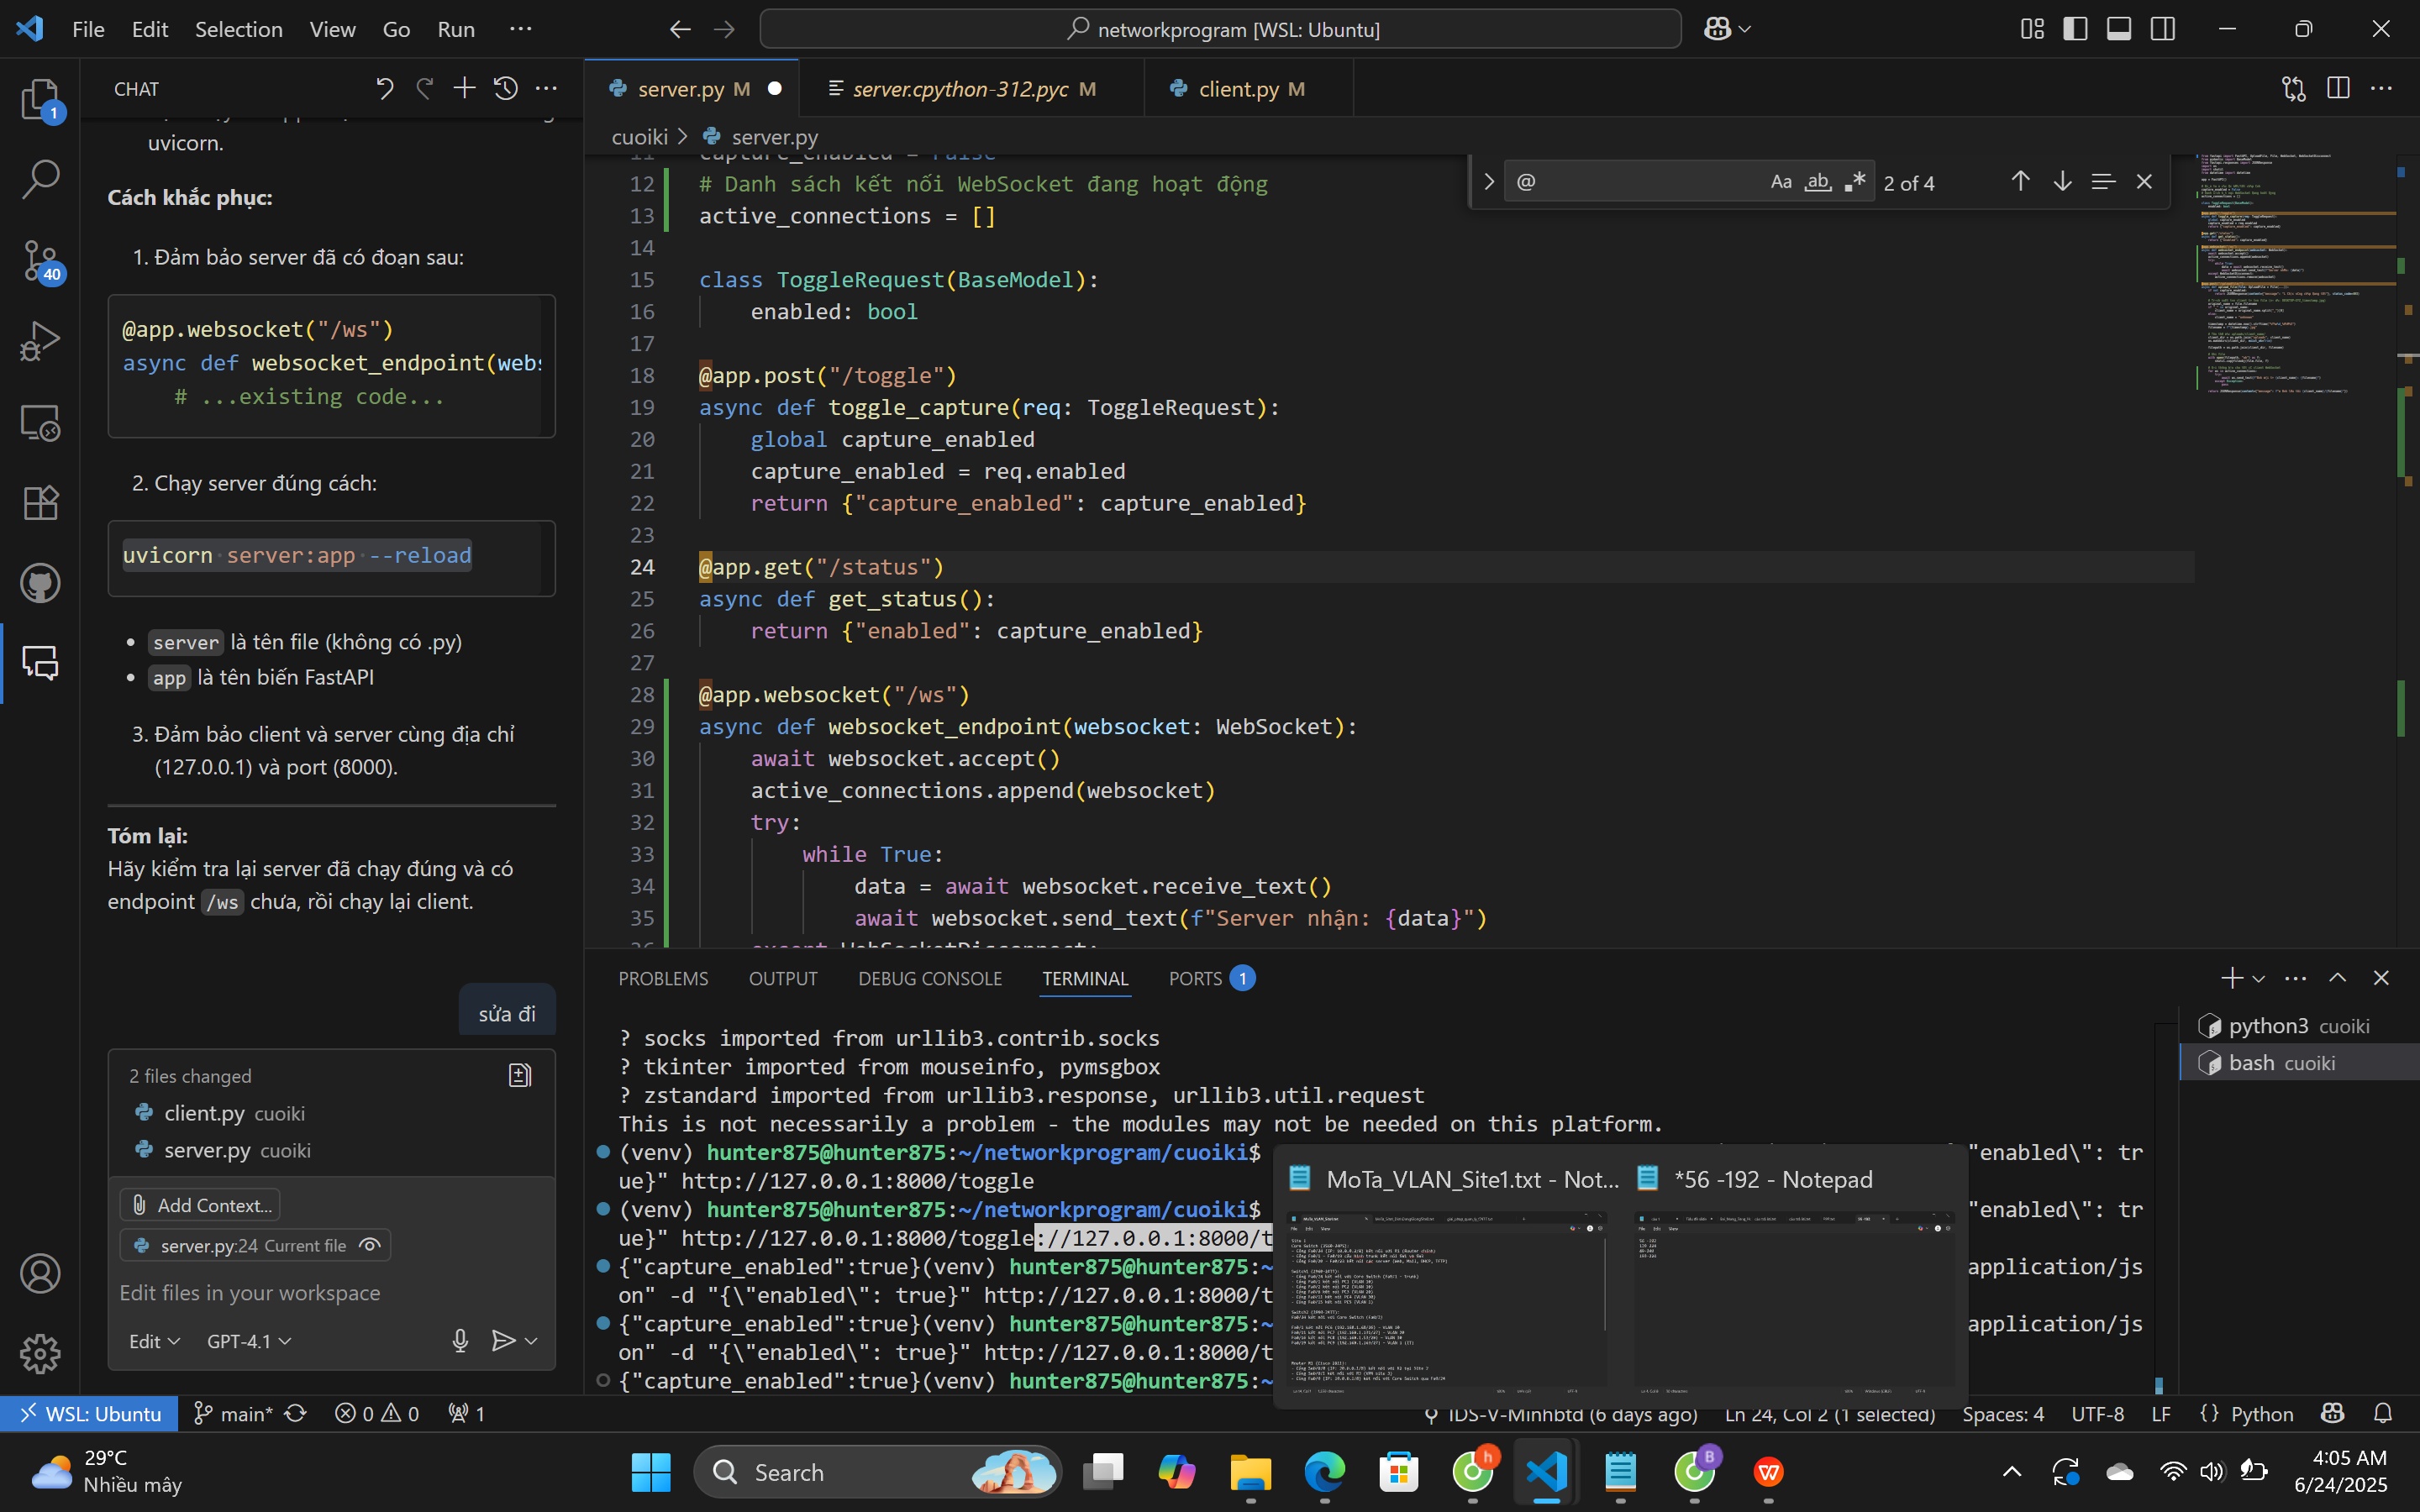 File Edit Selection View Go Run ···
networkprogram [WSL: Ubuntu]
CHAT
uvicorn.
Cách khắc phục:
1. Đảm bảo server đã có đoạn sau:
@app.websocket("/ws")
async def websocket_endpoint(webs
# ...existing code...
2. Chạy server đúng cách:
uvicorn server:app --reload
• server là tên file (không có .py)
• app là tên biến FastAPI
3. Đảm bảo client và server cùng địa chỉ
(127.0.0.1) và port (8000).
Tóm lại:
Hãy kiểm tra lại server đã chạy đúng và có
endpoint /ws chưa, rồi chạy lại client.
sửa đi
2 files changed
client.py cuoiki
server.py cuoiki
Add Context...
server.py:24 Current file
Edit files in your workspace
Edit GPT-4.1
1
40
server.py M
server.cpython-312.pyc M
client.py M
cuoiki > server.py
@ Aa ab .* 2 of 4
11 capture_enabled = False
12 # Danh sách kết nối WebSocket đang hoạt động
13 active_connections = []
14
15 class ToggleRequest(BaseModel):
16 enabled: bool
17
18 @app.post("/toggle")
19 async def toggle_capture(req: ToggleRequest):
20 global capture_enabled
21 capture_enabled = req.enabled
22 return {"capture_enabled": capture_enabled}
23
24 @app.get("/status")
25 async def get_status():
26 return {"enabled": capture_enabled}
27
28 @app.websocket("/ws")
29 async def websocket_endpoint(websocket: WebSocket):
30 await websocket.accept()
31 active_connections.append(websocket)
32 try:
33 while True:
34 data = await websocket.receive_text()
35 await websocket.send_text(f"Server nhận: {data}")
36 except WebSocketDisconnect:
PROBLEMS OUTPUT DEBUG CONSOLE TERMINAL PORTS 1
? socks imported from urllib3.contrib.socks
? tkinter imported from mouseinfo, pymsgbox
? zstandard imported from urllib3.response, urllib3.util.request
This is not necessarily a problem - the modules may not be needed on this platform.
(venv) hunter875@hunter875:~/networkprogram/cuoiki$ "enabled\": tr
ue}" http://127.0.0.1:8000/toggle
(venv) hunter875@hunter875:~/networkprogram/cuoiki$ "enabled\": tr
ue}" http://127.0.0.1:8000/toggle://127.0.0.1:8000/t
{"capture_enabled":true}(venv) hunter875@hunter875:~ application/js
on" -d "{\"enabled\": true}" http://127.0.0.1:8000/t
{"capture_enabled":true}(venv) hunter875@hunter875:~ application/js
on" -d "{\"enabled\": true}" http://127.0.0.1:8000/t
{"capture_enabled":true}(venv) hunter875@hunter875:~
python3 cuoiki
bash cuoiki
MoTa_VLAN_Site1.txt - Not...
*56 -192 - Notepad
WSL: Ubuntu main* 0 0 1
IDS-V-Minhbtd (6 days ago) Ln 24, Col 2 (1 selected) Spaces: 4 UTF-8 LF {} Python
29°C
Nhiều mây
Search
h
B
4:05 AM
6/24/2025